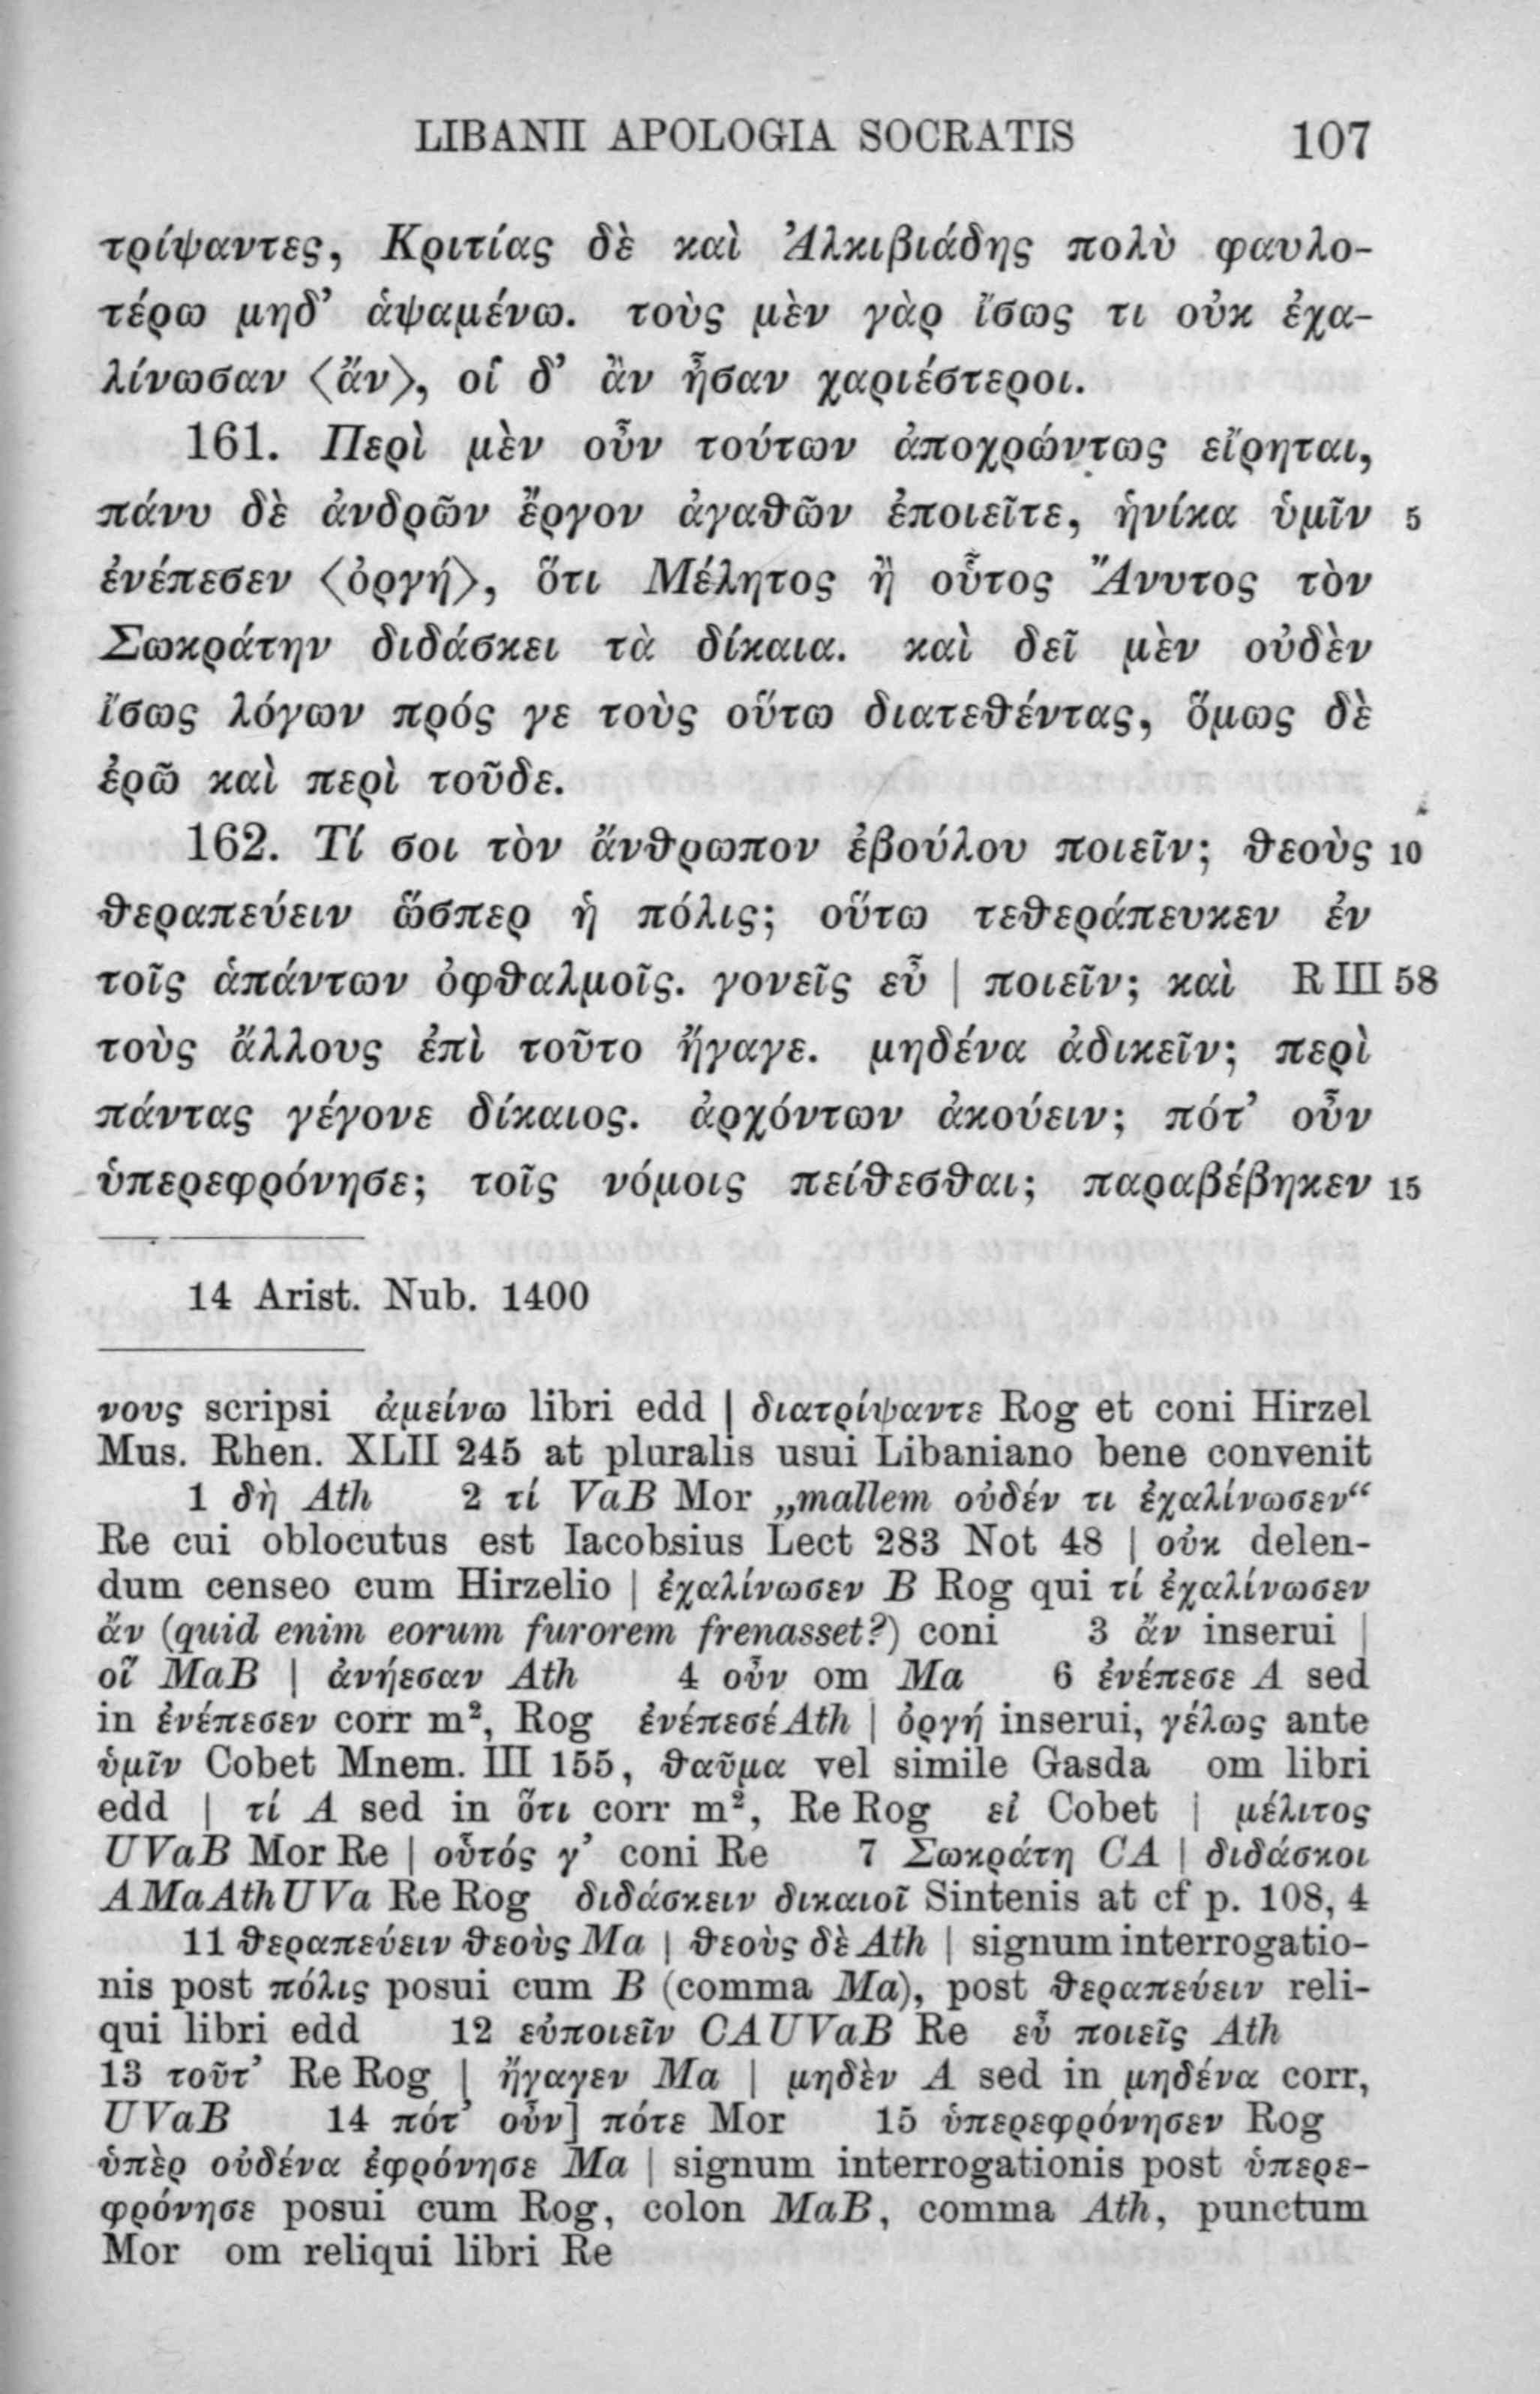 LIBANII APOLOGIA SOCRATIS 107
τρίψαντες, Κριτίας δὲ καὶ Ἀλκιβιάδης πολὺ φαυλο-
τέρω μηδ’ ἁψαμένω. τοὺς μὲν γὰρ ἴσως τι οὐκ ἐχα-
λίνωσαν ⟨ἄν⟩, οἱ δ’ ἂν ἦσαν χαριέστεροι.
161. Περὶ μὲν οὖν τούτων ἀποχρώντως εἴρηται,
πάνυ δὲ ἀνδρῶν ἔργον ἀγαθῶν ἐποιεῖτε, ἡνίκα ὑμῖν 5
ἐνέπεσεν ⟨ὀργή⟩, ὅτι Μέλητος ἢ οὗτος Ἄνυτος τὸν
Σωκράτην διδάσκει τὰ δίκαια. καὶ δεῖ μὲν οὐδὲν
ἴσως λόγων πρός γε τοὺς οὕτω διατεθέντας, ὅμως δὲ
ἐρῶ καὶ περὶ τοῦδε.
162. Τί σοι τὸν ἄνθρωπον ἐβούλου ποιεῖν; θεοὺς 10
θεραπεύειν ὥσπερ ἡ πόλις; οὕτω τεθεράπευκεν ἐν
τοῖς ἁπάντων ὀφθαλμοῖς. γονεῖς εὖ | ποιεῖν; καὶ R III 58
τοὺς ἄλλους ἐπὶ τοῦτο ἤγαγε. μηδένα ἀδικεῖν; περὶ
πάντας γέγονε δίκαιος. ἀρχόντων ἀκούειν; πότ’ οὖν
ὑπερεφρόνησε; τοῖς νόμοις πείθεσθαι; παραβέβηκεν 15
14 Arist. Nub. 1400
νους scripsi ἀμείνω libri edd | διατρίψαντε Rog et coni Hirzel
Mus. Rhen. XLII 245 at pluralis usui Libaniano bene convenit
1 δὴ Ath 2 τί VaB Mor „mallem οὐδέν τι ἐχαλίνωσεν“
Re cui oblocutus est Iacobsius Lect 283 Not 48 | οὐκ delen-
dum censeo cum Hirzelio | ἐχαλίνωσεν B Rog qui τί ἐχαλίνωσεν
ἄν (quid enim eorum furorem frenasset?) coni 3 ἄν inserui |
οἵ MaB | ἀνήεσαν Ath 4 οὖν om Ma 6 ἐνέπεσε A sed
in ἐνέπεσεν corr m², Rog ἐνέπεσέ Ath | ὀργή inserui, γέλως ante
ὑμῖν Cobet Mnem. III 155, θαῦμα vel simile Gasda om libri
edd | τί A sed in ὅτι corr m², Re Rog εἰ Cobet | μέλιτος
UVaB Mor Re | οὗτός γ’ coni Re 7 Σωκράτη CA | διδάσκοι
AMaAthUVa Re Rog διδάσκειν δικαιοῖ Sintenis at cf p. 108, 4
11 θεραπεύειν θεοὺς Ma | θεοὺς δὲ Ath | signum interrogatio-
nis post πόλις posui cum B (comma Ma), post θεραπεύειν reli-
qui libri edd 12 εὐποιεῖν CAUVaB Re εὖ ποιεῖς Ath
13 τοῦτ’ Re Rog | ἤγαγεν Ma | μηδὲν A sed in μηδένα corr,
UVaB 14 πότ’ οὖν] πότε Mor 15 ὑπερεφρόνησεν Rog
ὑπὲρ οὐδένα ἐφρόνησε Ma | signum interrogationis post ὑπερε-
φρόνησε posui cum Rog, colon MaB, comma Ath, punctum
Mor om reliqui libri Re